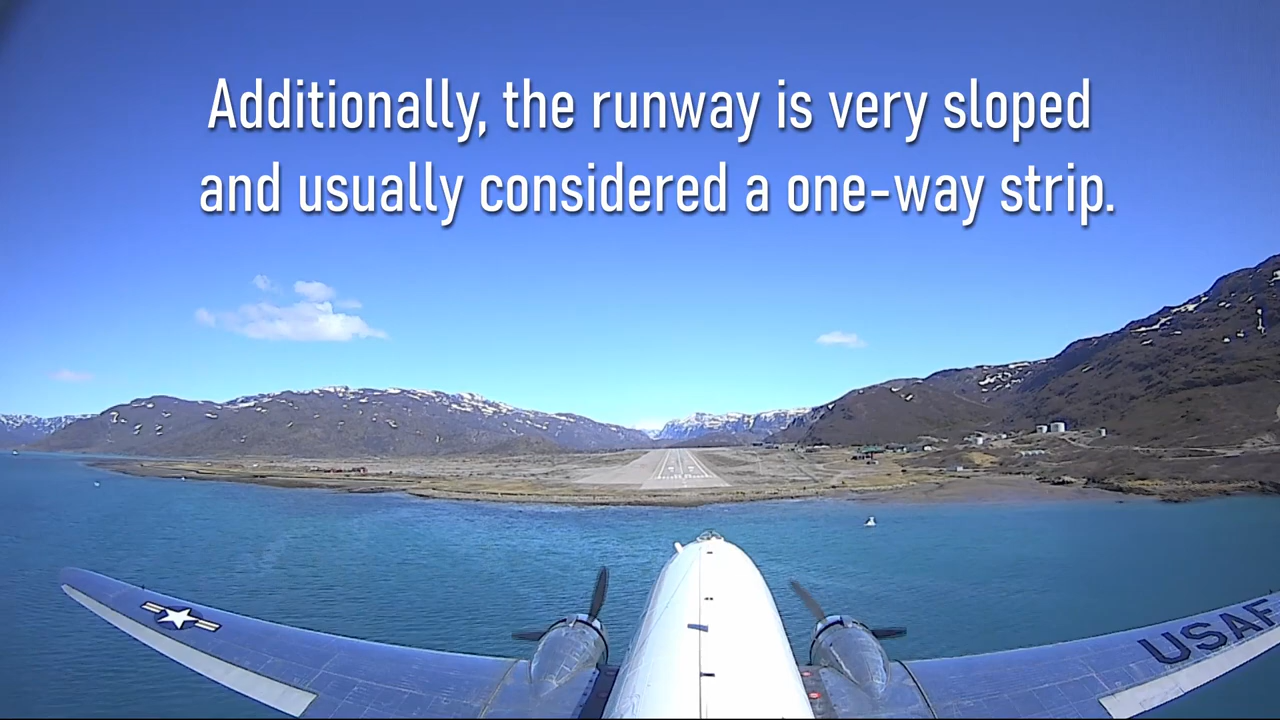 Additionally, the runway is very sloped
and usually considered a one-way strip.
USAF